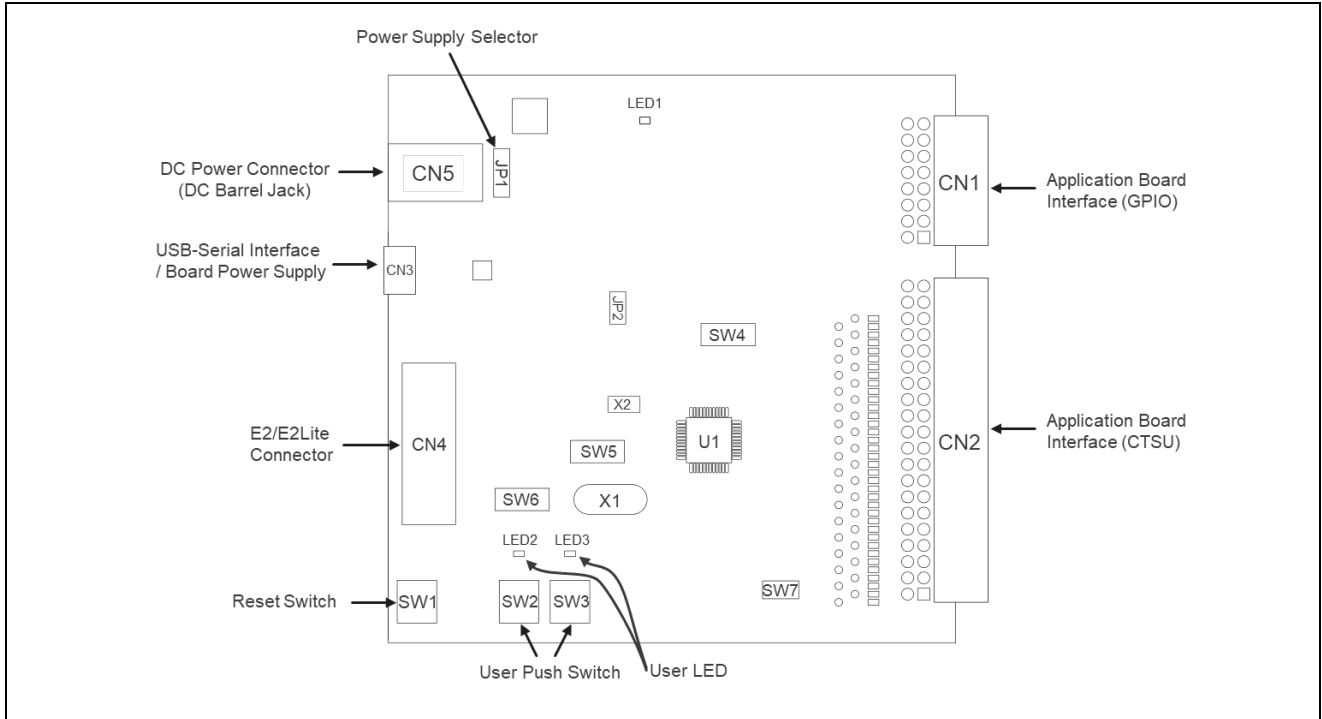 Power Supply Selector
LED1
DC Power Connector
(DC Barrel Jack)
CN5
JP1
CN1
Application Board
Interface (GPIO)
USB-Serial Interface
/ Board Power Supply
CN3
JP2
SW4
X2
E2/E2Lite
Connector
CN4
SW5
U1
CN2
Application Board
Interface (CTSU)
SW6
X1
LED2
LED3
Reset Switch
SW1
SW2
SW3
SW7
User Push Switch
User LED